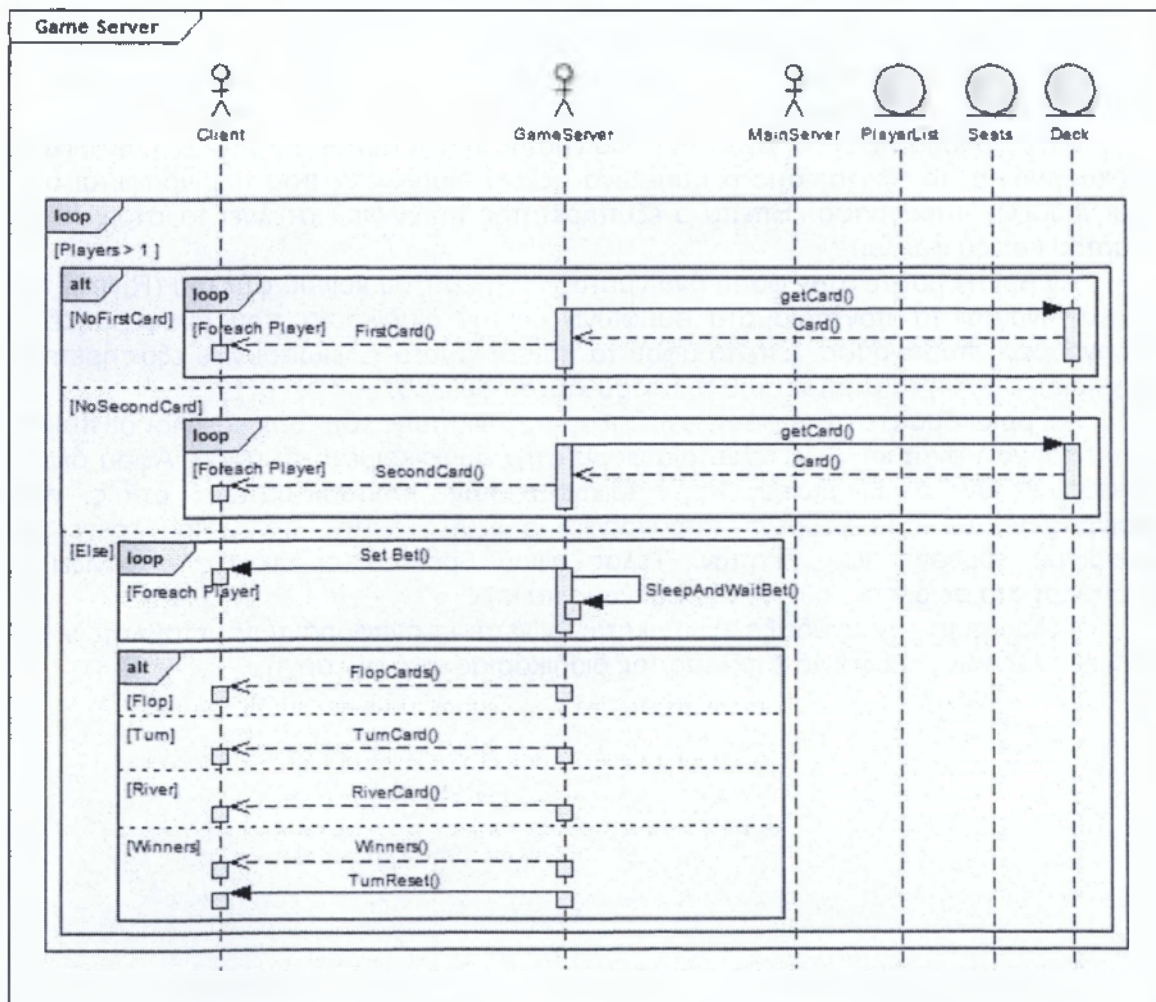 Game Server
Client
GameServer
MainServer
PlayerList
Seats
Deck
loop
[Players > 1 ]
alt
[NoFirstCard]
loop
[Foreach Player]
getCard()
Card()
FirstCard()
[NoSecondCard]
loop
[Foreach Player]
getCard()
Card()
SecondCard()
[Else]
loop
[Foreach Player]
Set Bet()
SleepAndWaitBet()
alt
[Flop]
FlopCards()
[Turn]
TurnCard()
[River]
RiverCard()
[Winners]
Winners()
TurnReset()